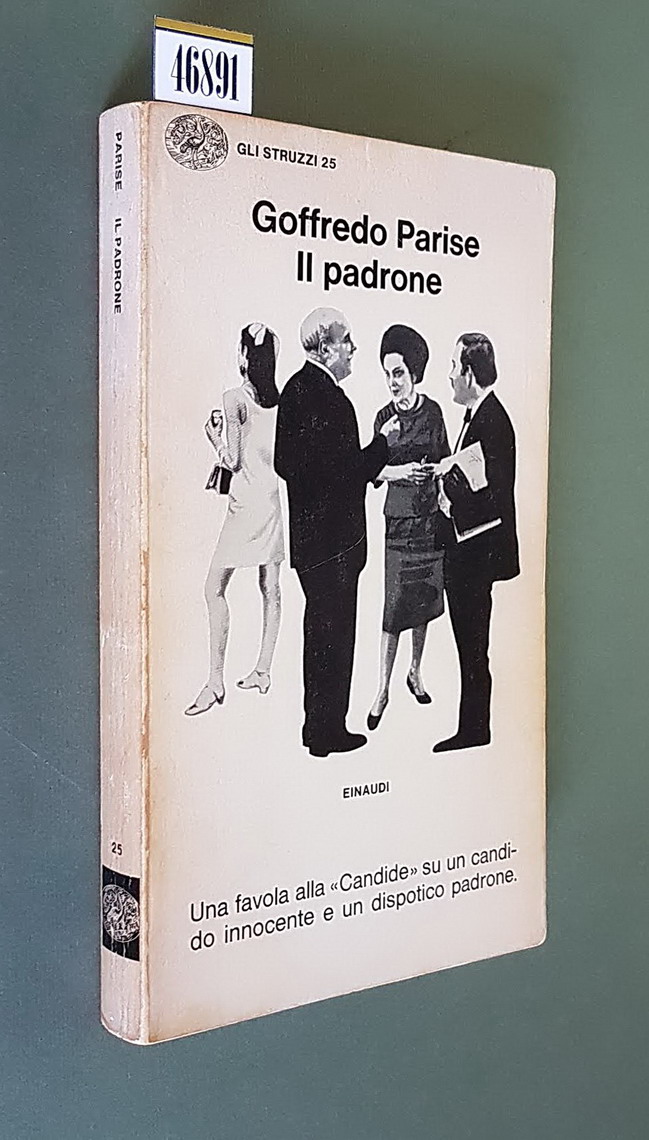 46891
GLI STRUZZI 25
Goffredo Parise
Il padrone
EINAUDI
Una favola alla «Candide» su un candi-
do innocente e un dispotico padrone.
PARISE IL PADRONE
25